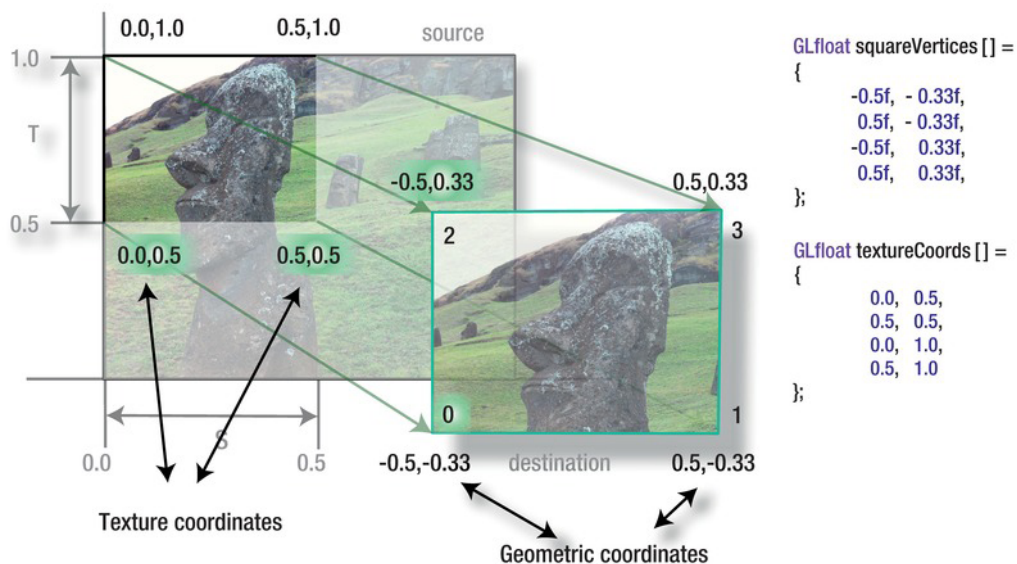 0.0,1.0
0.5,1.0
source
1.0
T
0.5
-0.5,0.33
0.5,0.33
2
3
0.0,0.5
0.5,0.5
0
1
S
0.0
0.5
-0.5,-0.33
destination
0.5,-0.33
Texture coordinates
Geometric coordinates
GLfloat squareVertices [] =
{
-0.5f, - 0.33f,
0.5f, - 0.33f,
-0.5f, 0.33f,
0.5f, 0.33f,
};
GLfloat textureCoords [] =
{
0.0, 0.5,
0.5, 0.5,
0.0, 1.0,
0.5, 1.0
};